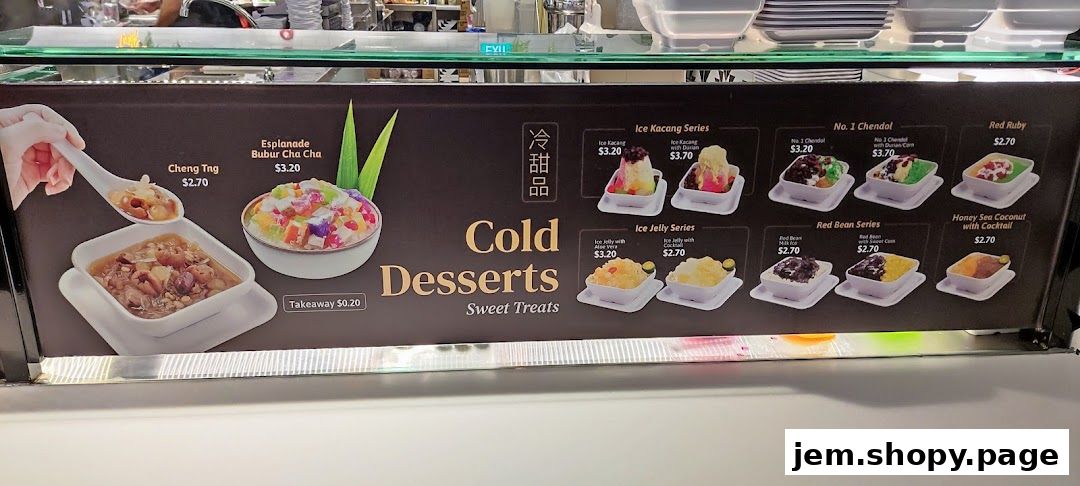 EXIT
Cheng Tng
$2.70
Esplanade
Bubur Cha Cha
$3.20
Takeaway $0.20
冷
甜
品
Cold
Desserts
Sweet Treats
Ice Kacang Series
Ice Kacang
$3.20
Ice Kacang
with Durian
$3.70
No. 1 Chendol
No. 1 Chendol
$3.20
No. 1 Chendol
with Durian/Corn
$3.70
Red Ruby
$2.70
Ice Jelly Series
Ice Jelly with
Aloe Vera
$3.20
Ice Jelly with
Cocktail
$2.70
Red Bean Series
Red Bean
Milk Ice
$2.70
Red Bean
with Sweet Corn
$2.70
Honey Sea Coconut
with Cocktail
$2.70
jem.shopy.page